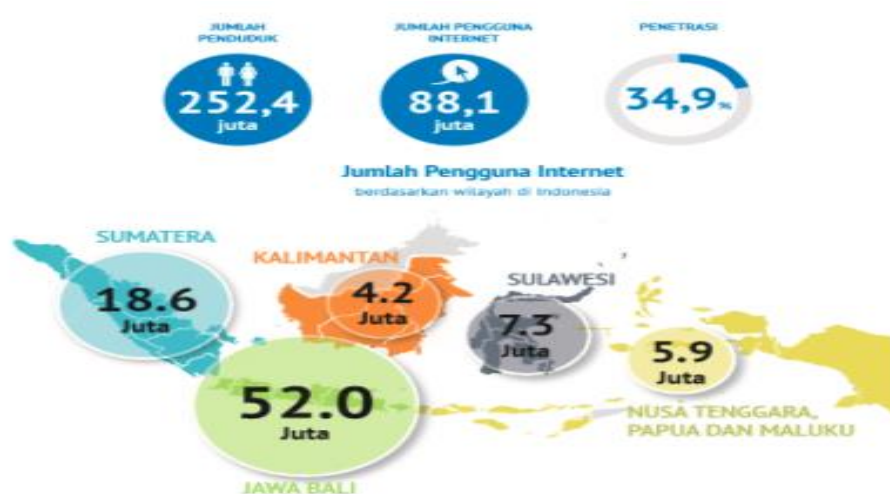 JUMLAH
PENDUDUK
252,4
juta
JUMLAH PENGGUNA
INTERNET
88,1
juta
PENETRASI
34,9%
Jumlah Pengguna Internet
berdasarkan wilayah di Indonesia
SUMATERA
18.6
Juta
KALIMANTAN
4.2
Juta
SULAWESI
7.3
Juta
5.9
Juta
NUSA TENGGARA,
PAPUA DAN MALUKU
52.0
Juta
JAWA BALI